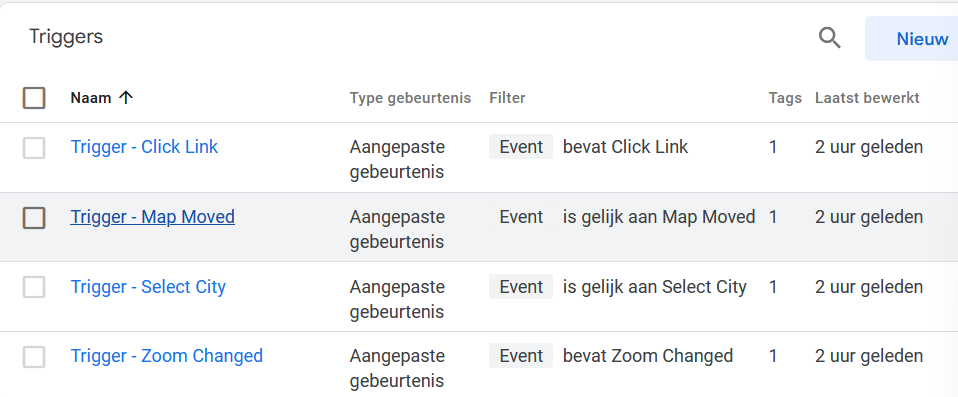 Triggers
Nieuw
Naam Type gebeurtenis Filter Tags Laatst bewerkt
Trigger - Click Link Aangepaste gebeurtenis Event bevat Click Link 1 2 uur geleden
Trigger - Map Moved Aangepaste gebeurtenis Event is gelijk aan Map Moved 1 2 uur geleden
Trigger - Select City Aangepaste gebeurtenis Event is gelijk aan Select City 1 2 uur geleden
Trigger - Zoom Changed Aangepaste gebeurtenis Event bevat Zoom Changed 1 2 uur geleden